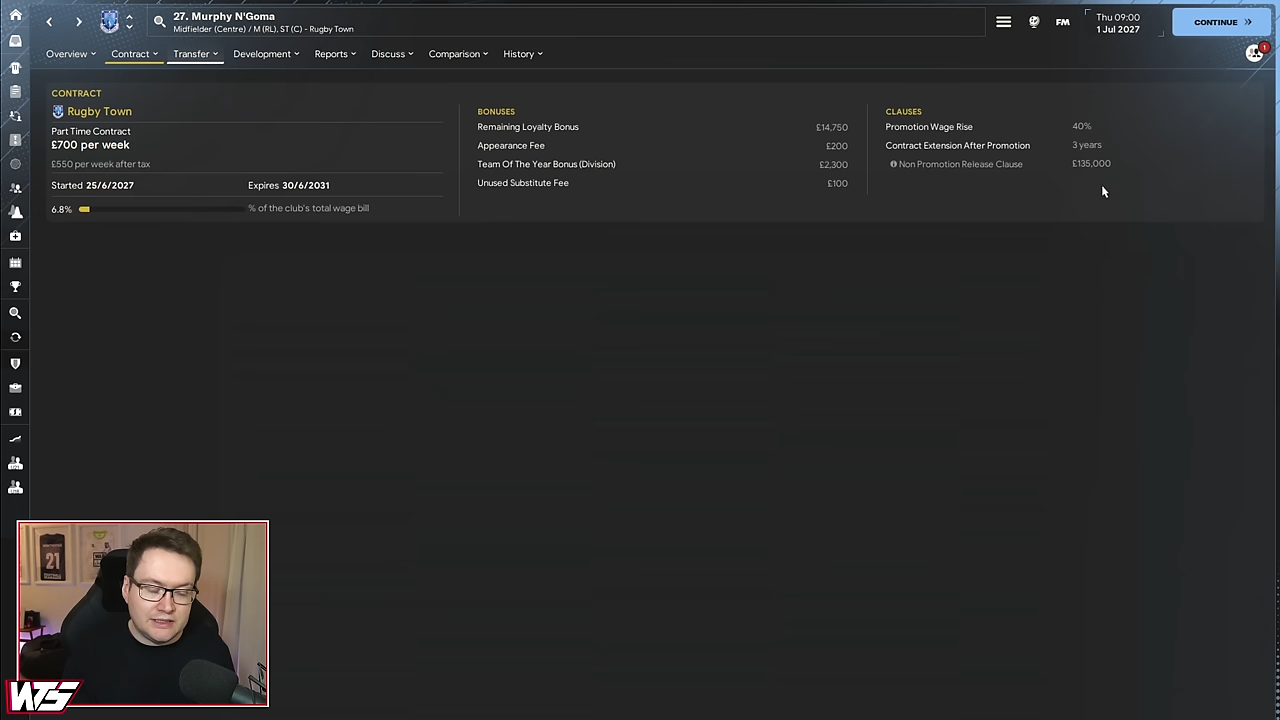 27. Murphy N'Goma
Midfielder (Centre) / M (RL), ST (C) - Rugby Town
FM
Thu 09:00
1 Jul 2027
CONTINUE
1
Overview
Contract
Transfer
Development
Reports
Discuss
Comparison
History
CONTRACT
Rugby Town
Part Time Contract
£700 per week
£550 per week after tax
Started 25/6/2027
Expires 30/6/2031
6.8%
% of the club's total wage bill
BONUSES
Remaining Loyalty Bonus £14,750
Appearance Fee £200
Team Of The Year Bonus (Division) £2,300
Unused Substitute Fee £100
CLAUSES
Promotion Wage Rise 40%
Contract Extension After Promotion 3 years
Non Promotion Release Clause £135,000
21
WTS